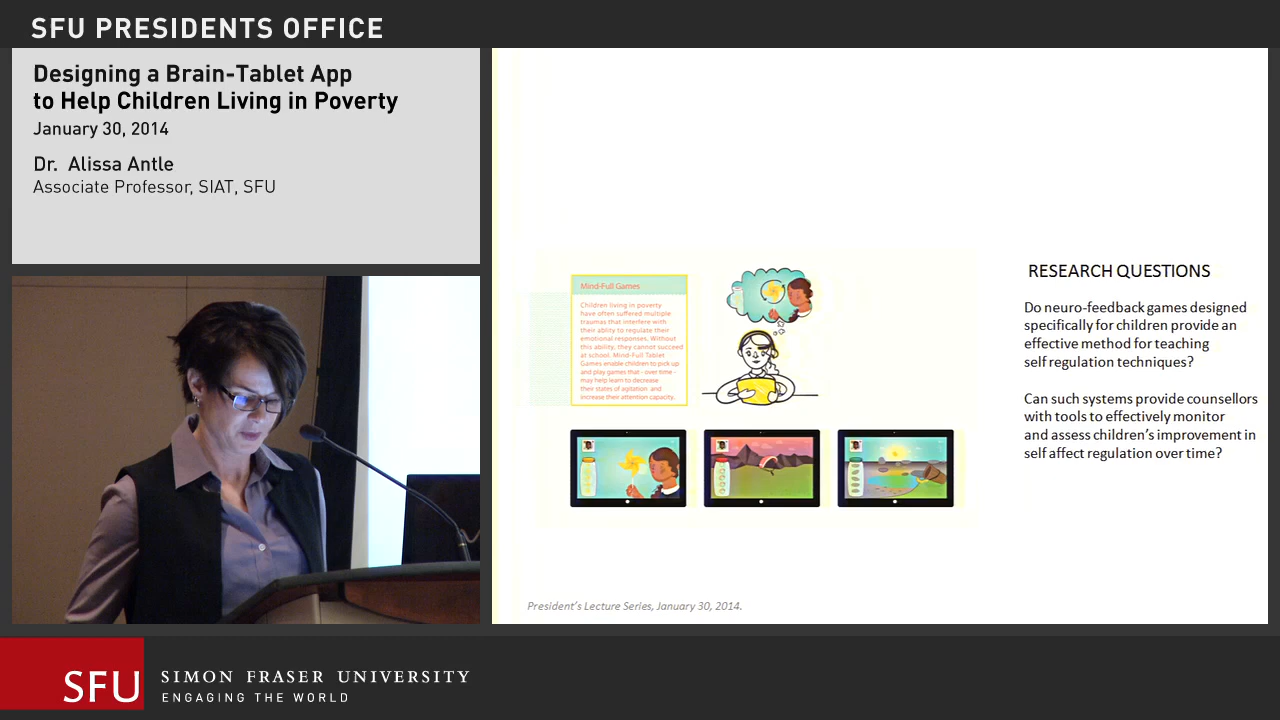 SFU PRESIDENTS OFFICE
Designing a Brain-Tablet App
to Help Children Living in Poverty
January 30, 2014
Dr. Alissa Antle
Associate Professor, SIAT, SFU
Mind-Full Games
Children living in poverty
have often suffered multiple
traumas that interfere with
their ablity to regulate their
emotional responses. Without
this ability, they cannot succeed
at school. Mind-Full Tablet
Games enable children to pick up
and play games that - over time -
may help learn to decrease
their states of agitation and
increase their attention capacity.
RESEARCH QUESTIONS
Do neuro-feedback games designed
specifically for children provide an
effective method for teaching
self regulation techniques?
Can such systems provide counsellors
with tools to effectively monitor
and assess children's improvement in
self affect regulation over time?
President's Lecture Series, January 30, 2014.
SFU
SIMON FRASER UNIVERSITY
ENGAGING THE WORLD